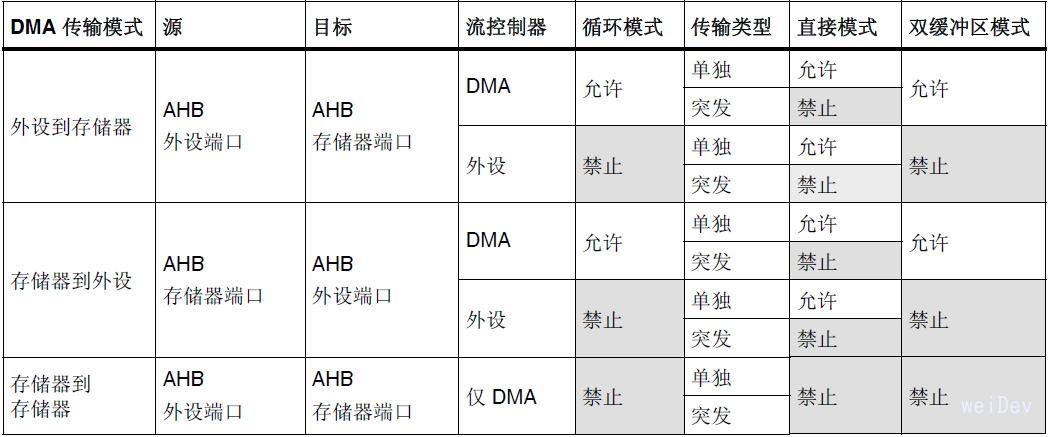 DMA 传输模式 源 目标 流控制器 循环模式 传输类型 直接模式 双缓冲区模式
外设到存储器 AHB 外设端口 AHB 存储器端口 DMA 允许 单独 允许 允许
突发 禁止
外设 禁止 单独 允许 禁止
突发 禁止
存储器到外设 AHB 存储器端口 AHB 外设端口 DMA 允许 单独 允许 允许
突发 禁止
外设 禁止 单独 允许 禁止
突发 禁止
存储器到 存储器 AHB 外设端口 AHB 存储器端口 仅 DMA 禁止 单独 禁止 禁止
突发
weiDev